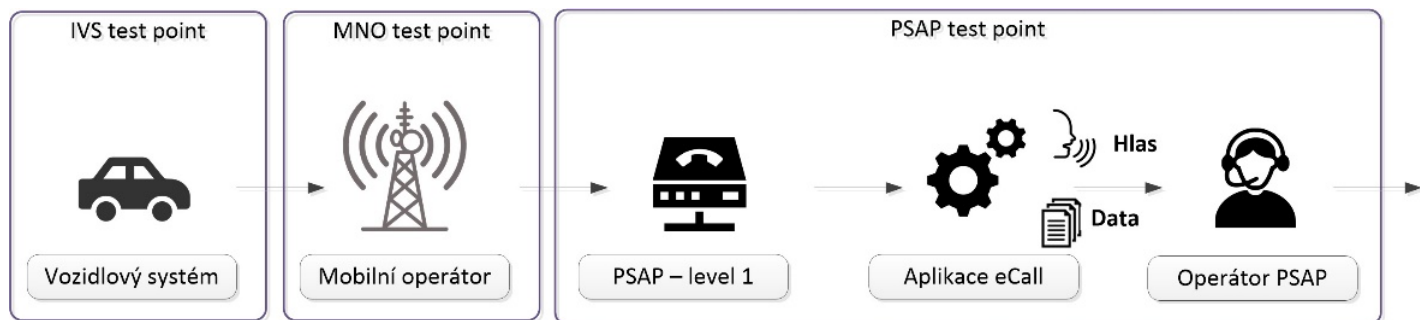 IVS test point
MNO test point
PSAP test point
Hlas
Data
Vozidlový systém
Mobilní operátor
PSAP – level 1
Aplikace eCall
Operátor PSAP